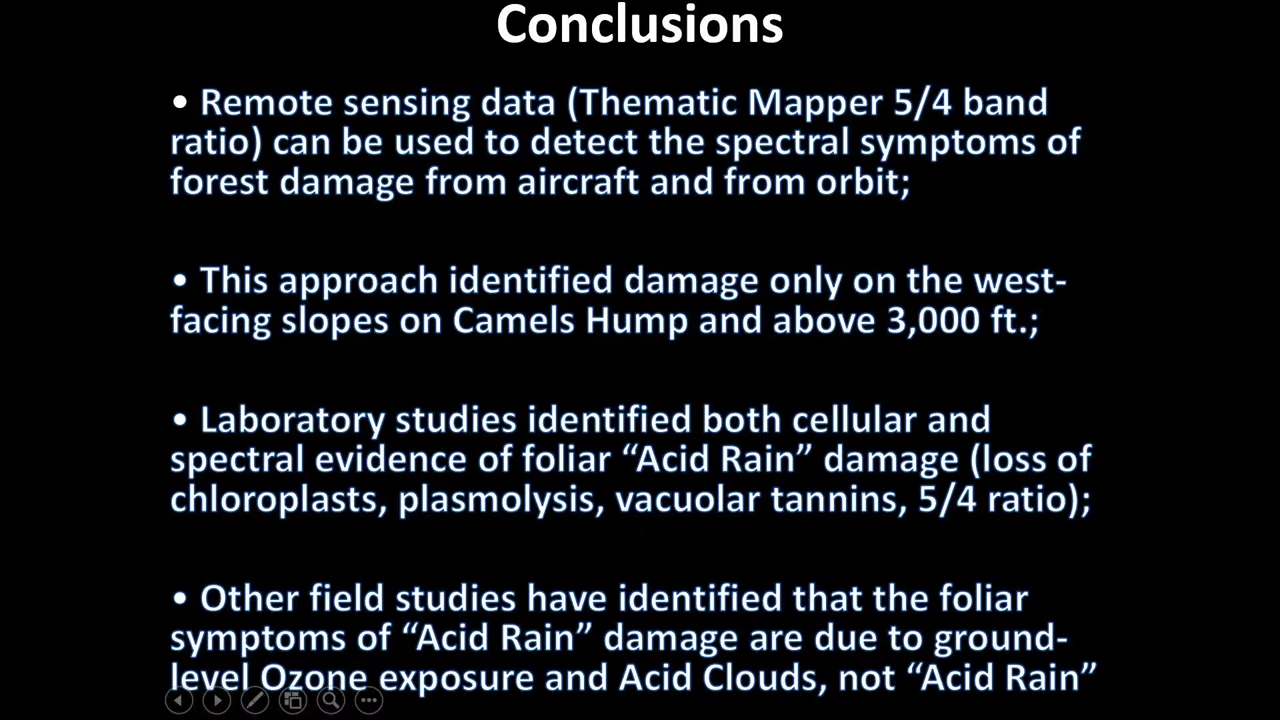 Conclusions
• Remote sensing data (Thematic Mapper 5/4 band
ratio) can be used to detect the spectral symptoms of
forest damage from aircraft and from orbit;
• This approach identified damage only on the west-
facing slopes on Camels Hump and above 3,000 ft.;
• Laboratory studies identified both cellular and
spectral evidence of foliar “Acid Rain” damage (loss of
chloroplasts, plasmolysis, vacuolar tannins, 5/4 ratio);
• Other field studies have identified that the foliar
symptoms of “Acid Rain” damage are due to ground-
level Ozone exposure and Acid Clouds, not “Acid Rain”